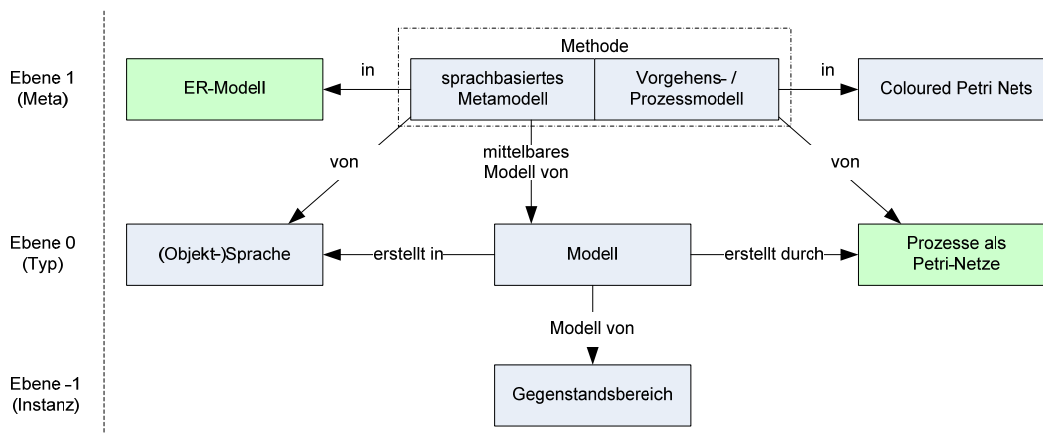 Methode
Ebene 1
(Meta)
ER-Modell
in
sprachbasiertes
Metamodell
Vorgehens- /
Prozessmodell
in
Coloured Petri Nets
von
mittelbares
Modell von
von
Ebene 0
(Typ)
(Objekt-)Sprache
erstellt in
Modell
erstellt durch
Prozesse als
Petri-Netze
Modell von
Ebene -1
(Instanz)
Gegenstandsbereich